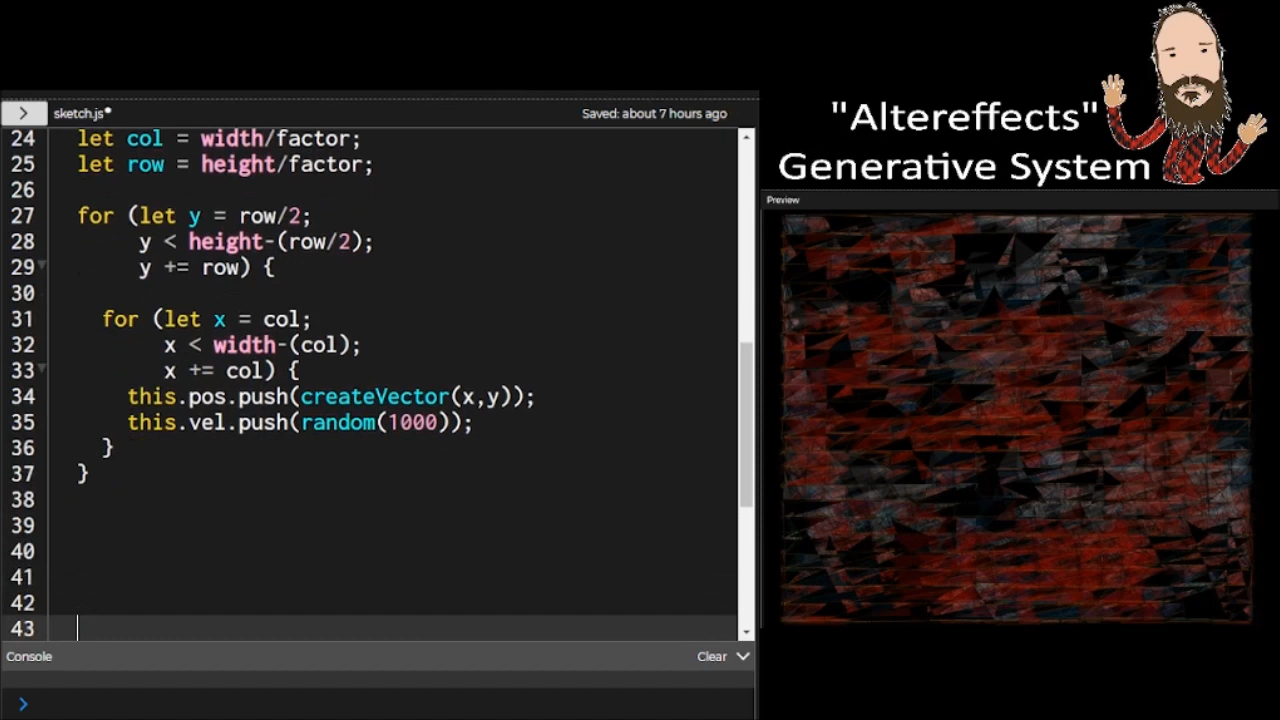 "Altereffects"
Generative System
> sketch.js* Saved: about 7 hours ago
Preview
24 let col = width/factor;
25 let row = height/factor;
26
27 for (let y = row/2;
28 y < height-(row/2);
29 y += row) {
30
31 for (let x = col;
32 x < width-(col);
33 x += col) {
34 this.pos.push(createVector(x,y));
35 this.vel.push(random(1000));
36 }
37 }
38
39
40
41
42
43
Console Clear
>